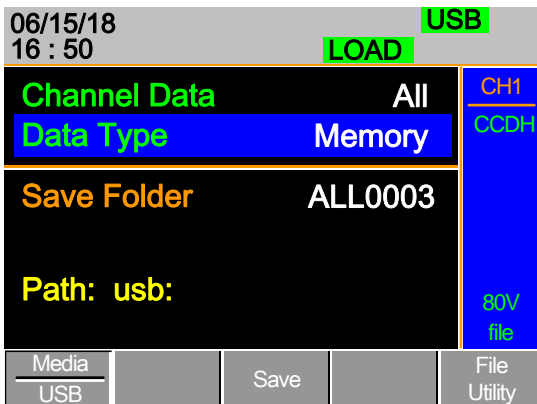 06/15/18 USB
16 : 50 LOAD
Channel Data All
Data Type Memory
Save Folder ALL0003
Path: usb:
CH1
CCDH
80V
file
Media
USB
Save
File
Utility